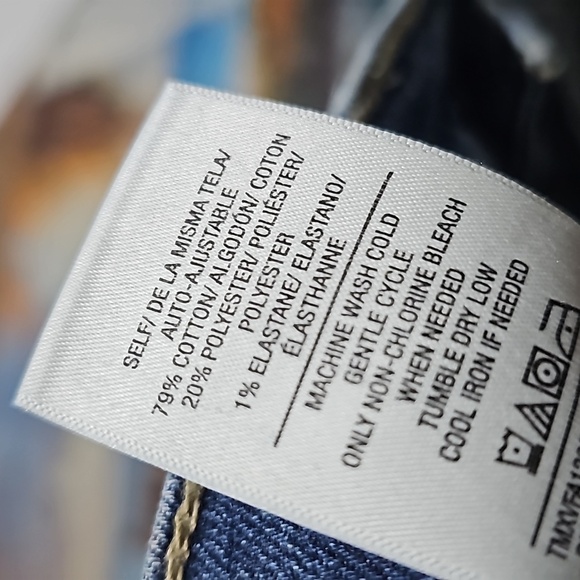 SELF/ DE LA MISMA TELA/
AUTO-AJUSTABLE
79% COTTON/ ALGODÓN/ COTON
20% POLYESTER/ POLIÉSTER/
POLYESTER
1% ELASTANE/ ELASTANO/
ÉLASTHANNE
MACHINE WASH COLD
GENTLE CYCLE
ONLY NON-CHLORINE BLEACH
WHEN NEEDED
TUMBLE DRY LOW
COOL IRON IF NEEDED